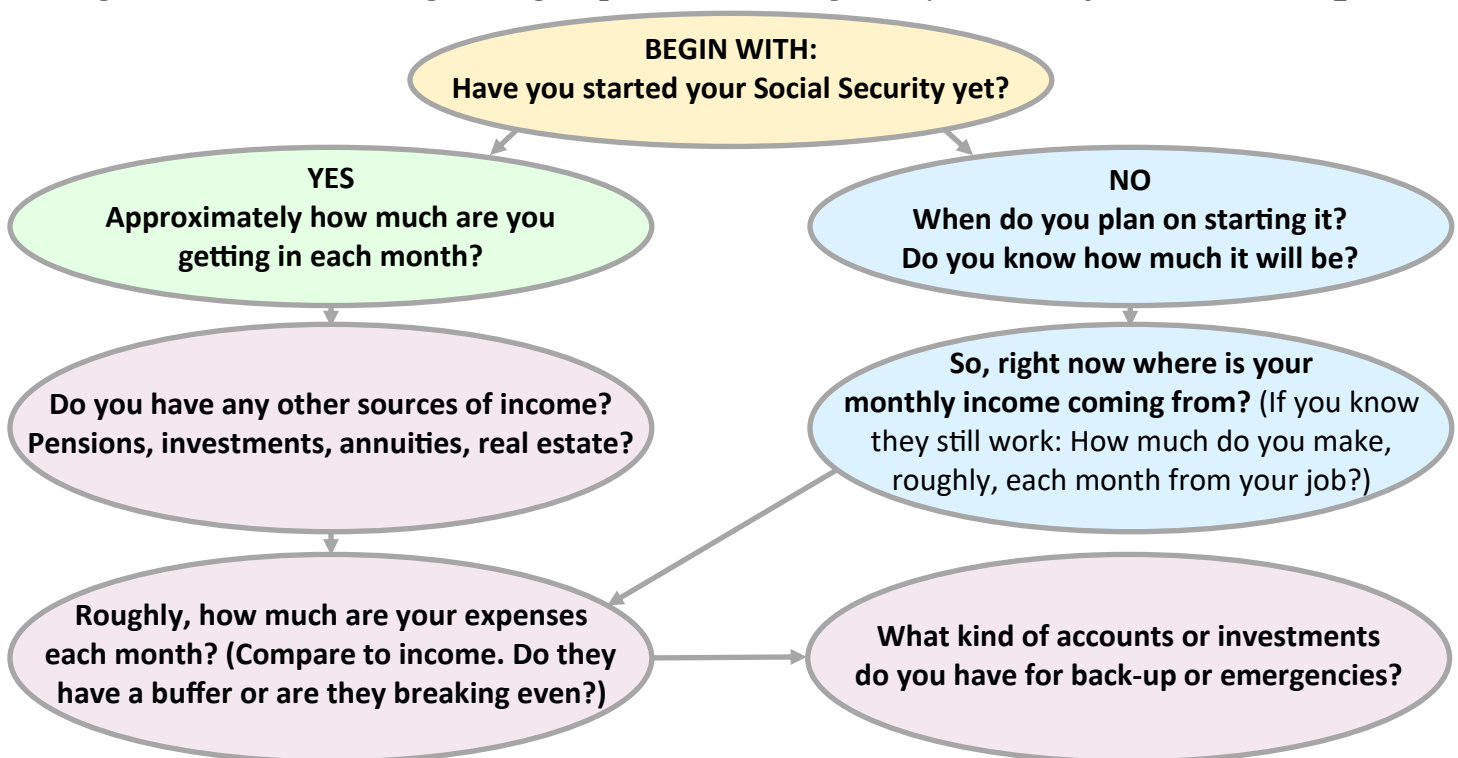 BEGIN WITH:
Have you started your Social Security yet?
YES
Approximately how much are you
getting in each month?
NO
When do you plan on starting it?
Do you know how much it will be?
Do you have any other sources of income?
Pensions, investments, annuities, real estate?
So, right now where is your
monthly income coming from? (If you know
they still work: How much do you make,
roughly, each month from your job?)
Roughly, how much are your expenses
each month? (Compare to income. Do they
have a buffer or are they breaking even?)
What kind of accounts or investments
do you have for back-up or emergencies?